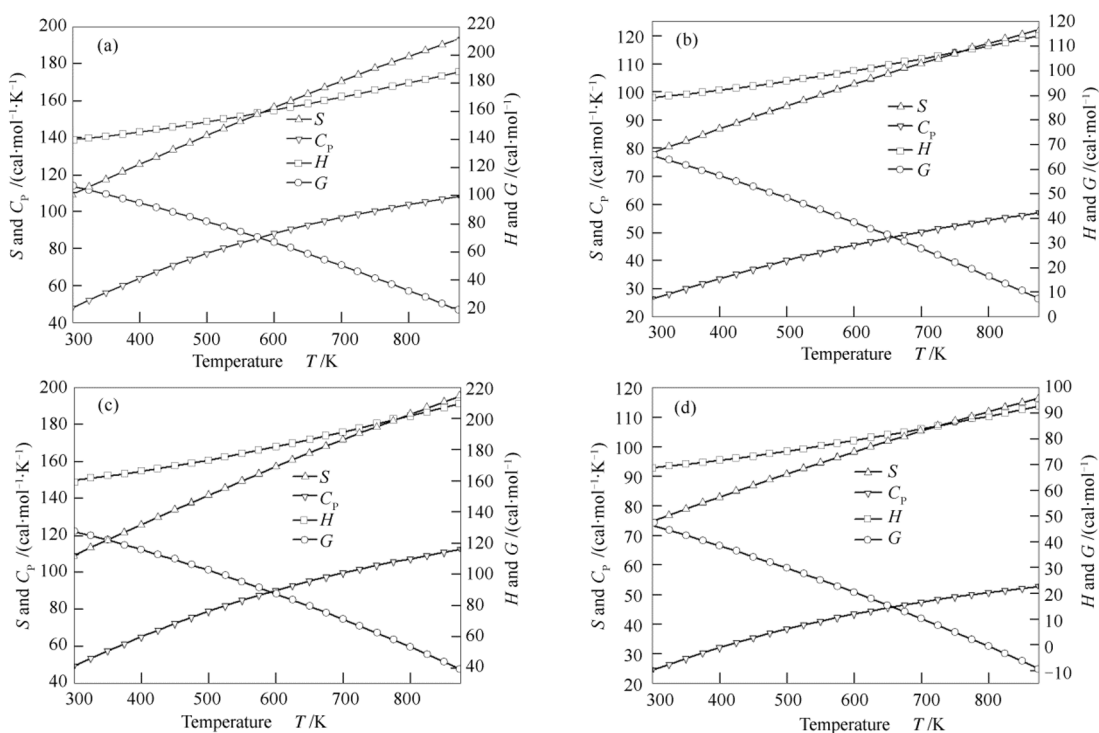 (a)
200
180
160
140
120
100
80
60
40
S and C_P /(cal·mol⁻¹·K⁻¹)
220
200
180
160
140
120
100
80
60
40
20
H and G /(cal·mol⁻¹)
S
C_P
H
G
300 400 500 600 700 800
Temperature T /K
(b)
120
110
100
90
80
70
60
50
40
30
20
S and C_P /(cal·mol⁻¹·K⁻¹)
120
110
100
90
80
70
60
50
40
30
20
10
0
H and G /(cal·mol⁻¹)
S
C_P
H
G
300 400 500 600 700 800
Temperature T /K
(c)
200
180
160
140
120
100
80
60
40
S and C_P /(cal·mol⁻¹·K⁻¹)
220
200
180
160
140
120
100
80
60
40
H and G /(cal·mol⁻¹)
S
C_P
H
G
300 400 500 600 700 800
Temperature T /K
(d)
120
110
100
90
80
70
60
50
40
30
20
S and C_P /(cal·mol⁻¹·K⁻¹)
100
90
80
70
60
50
40
30
20
10
0
−10
H and G /(cal·mol⁻¹)
S
C_P
H
G
300 400 500 600 700 800
Temperature T /K